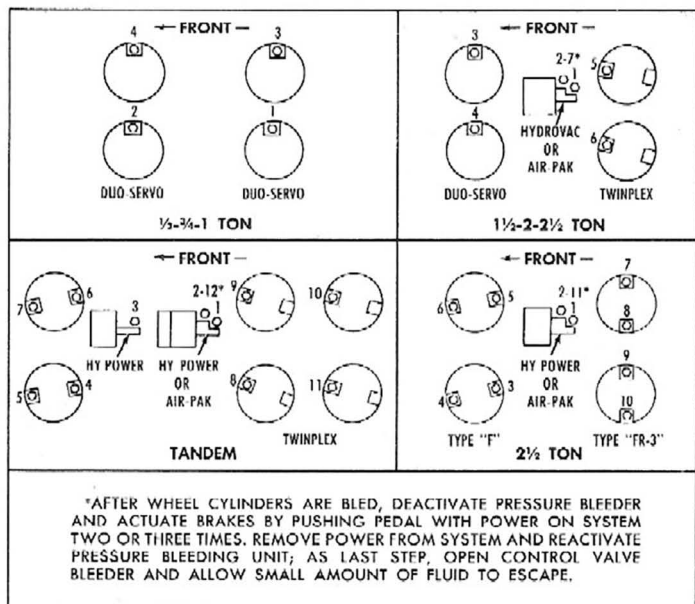 ← FRONT —
4 3
2 1
DUO-SERVO DUO-SERVO
½-¾-1 TON
← FRONT —
3 2-7* 5
1
4 HYDROVAC 6
OR
AIR-PAK
DUO-SERVO TWINPLEX
1½-2-2½ TON
← FRONT —
7 6 3 2-12* 9 10
1
HY POWER HY POWER
OR
AIR-PAK
5 4 8 11
TWINPLEX
TANDEM
← FRONT —
6 5 2-11* 7
1 8
HY POWER
OR
AIR-PAK
4 3 9
10
TYPE "F" TYPE "FR-3"
2½ TON
*AFTER WHEEL CYLINDERS ARE BLED, DEACTIVATE PRESSURE BLEEDER
AND ACTUATE BRAKES BY PUSHING PEDAL WITH POWER ON SYSTEM
TWO OR THREE TIMES. REMOVE POWER FROM SYSTEM AND REACTIVATE
PRESSURE BLEEDING UNIT; AS LAST STEP, OPEN CONTROL VALVE
BLEEDER AND ALLOW SMALL AMOUNT OF FLUID TO ESCAPE.